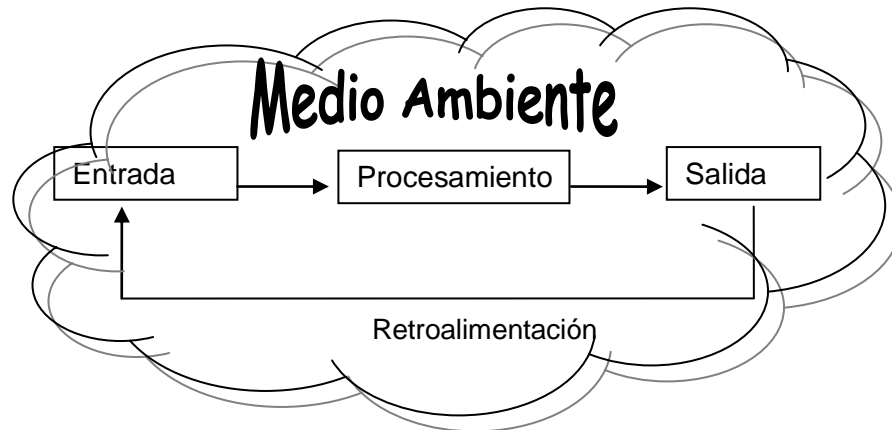 Medio Ambiente
Entrada
Procesamiento
Salida
Retroalimentación